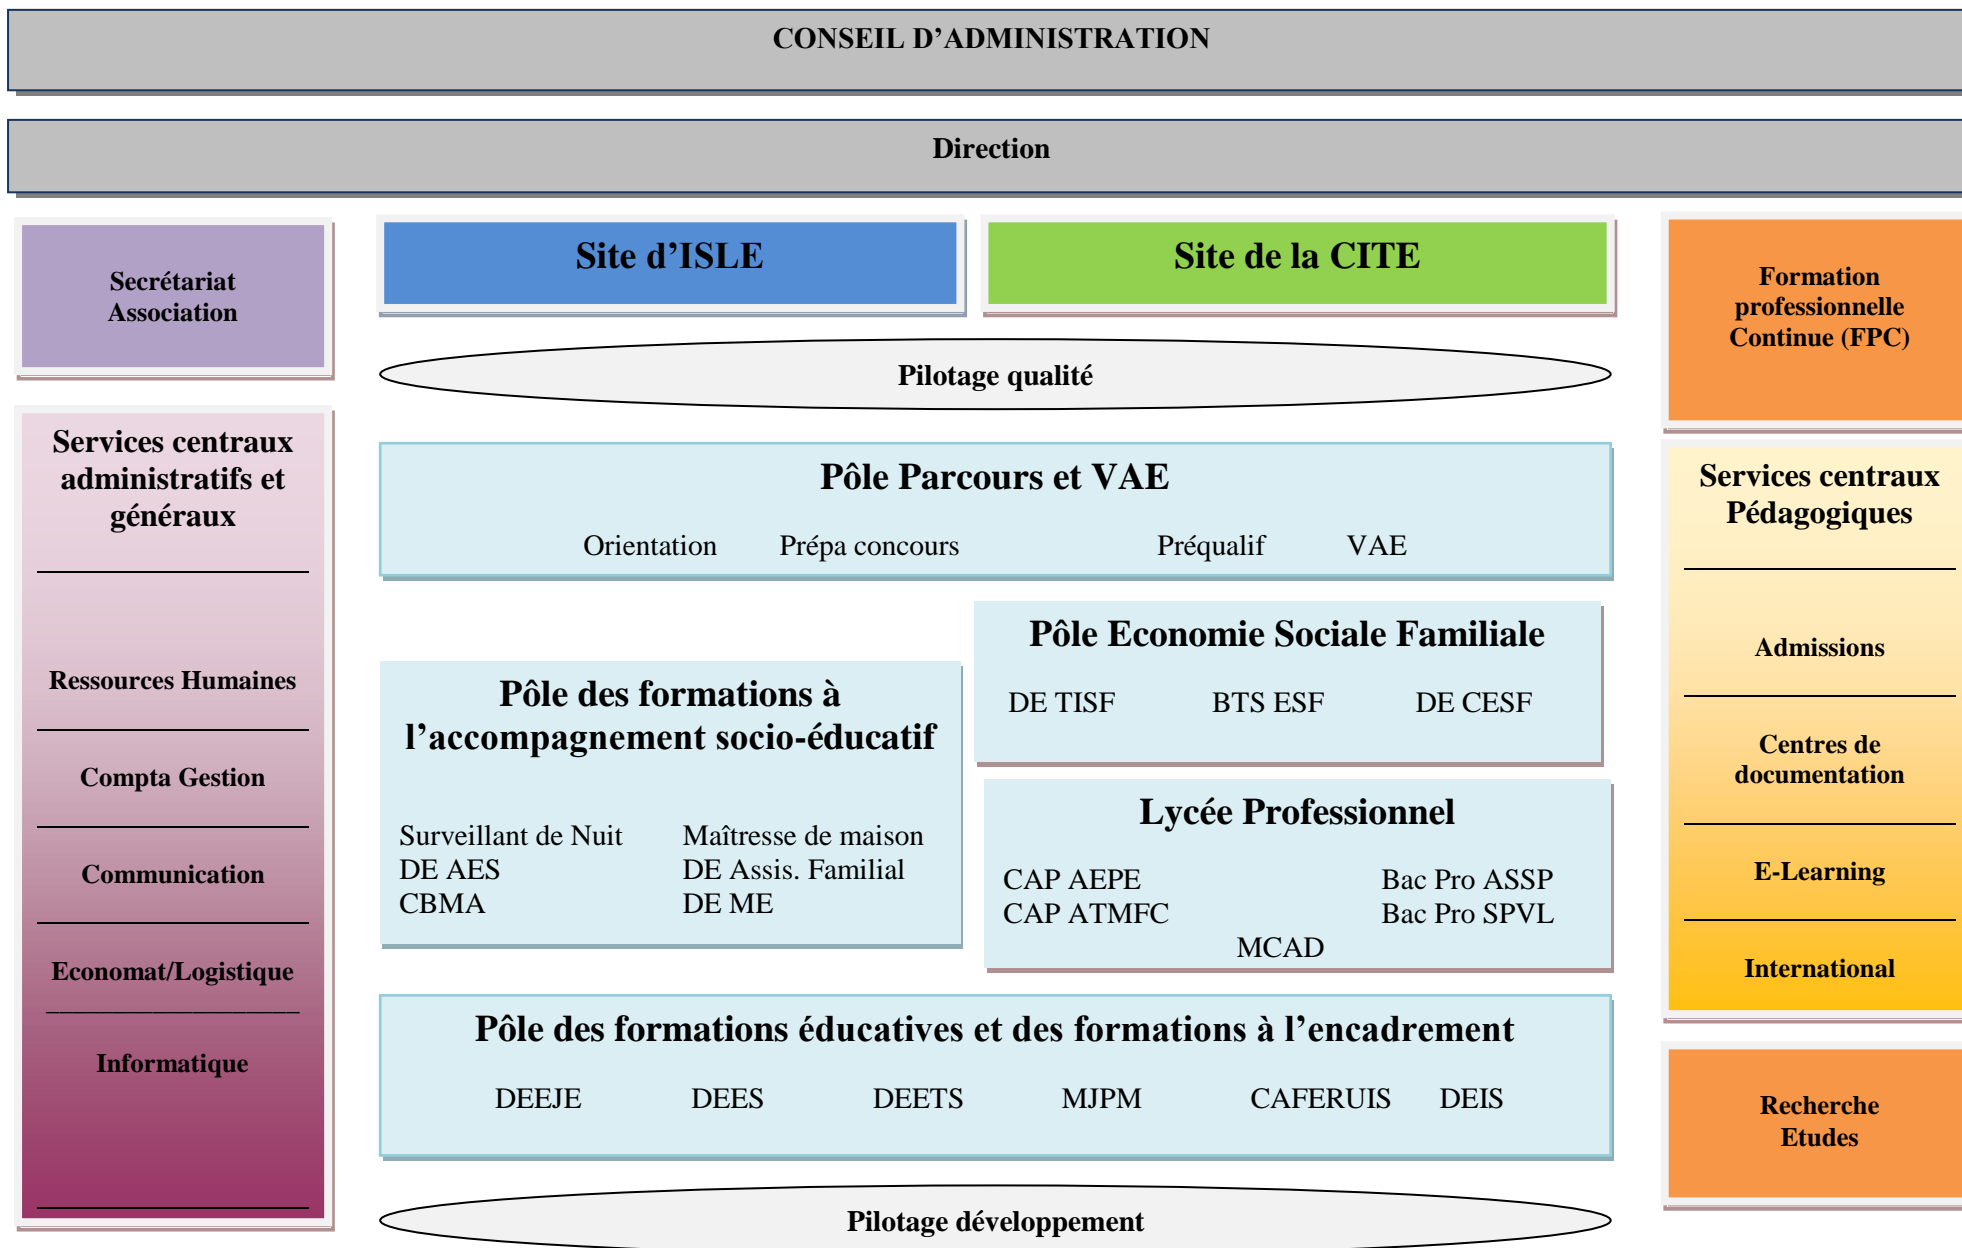 CONSEIL D’ADMINISTRATION
Direction
Secrétariat
Association
Services centraux
administratifs et
généraux
Ressources Humaines
Compta Gestion
Communication
Economat/Logistique
Informatique
Site d’ISLE
Site de la CITE
Pilotage qualité
Pôle Parcours et VAE
Orientation Prépa concours Préqualif VAE
Pôle des formations à
l’accompagnement socio-éducatif
Surveillant de Nuit Maîtresse de maison
DE AES DE Assis. Familial
CBMA DE ME
Pôle Economie Sociale Familiale
DE TISF BTS ESF DE CESF
Lycée Professionnel
CAP AEPE Bac Pro ASSP
CAP ATMFC Bac Pro SPVL
MCAD
Pôle des formations éducatives et des formations à l’encadrement
DEEJE DEES DEETS MJPM CAFERUIS DEIS
Pilotage développement
Formation
professionnelle
Continue (FPC)
Services centraux
Pédagogiques
Admissions
Centres de
documentation
E-Learning
International
Recherche
Etudes